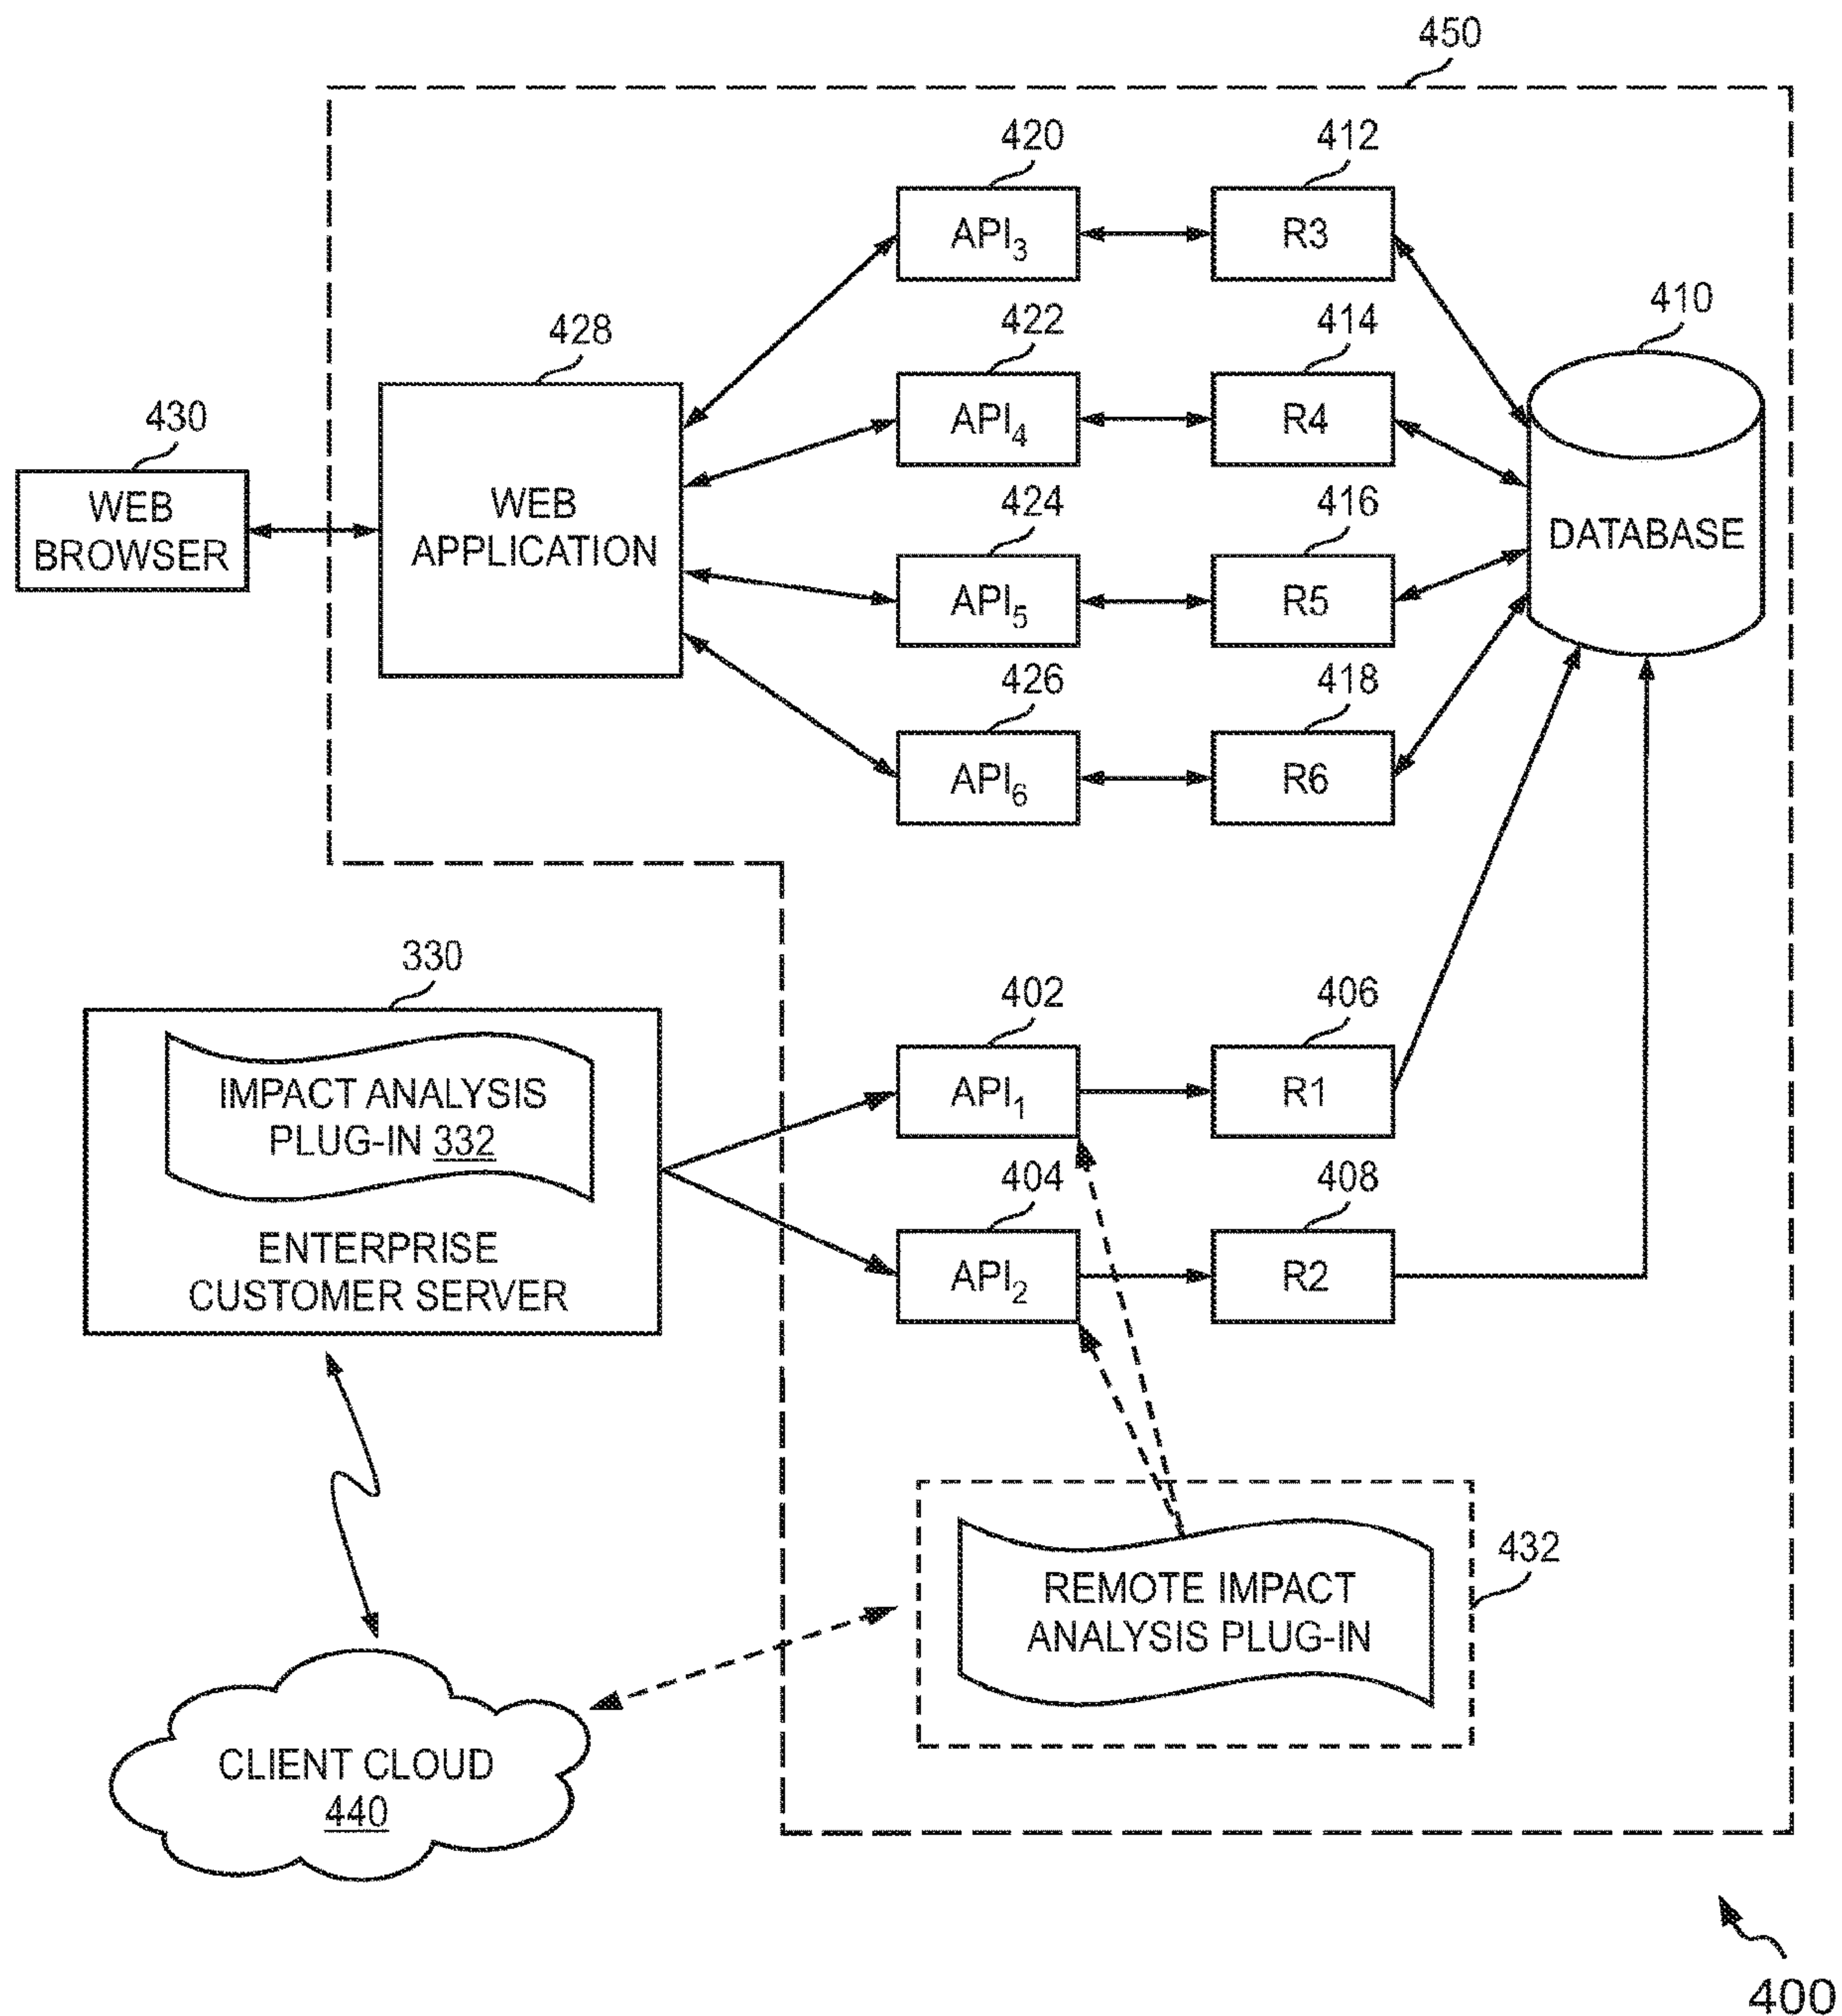 450
420
412
API3
R3
428
422
414
410
430
API4
R4
WEB
BROWSER
WEB
APPLICATION
424
416
DATABASE
API5
R5
426
418
API6
R6
330
402
406
IMPACT ANALYSIS
PLUG-IN 332
API1
R1
404
408
ENTERPRISE
CUSTOMER SERVER
API2
R2
432
REMOTE IMPACT
ANALYSIS PLUG-IN
CLIENT CLOUD
440
400